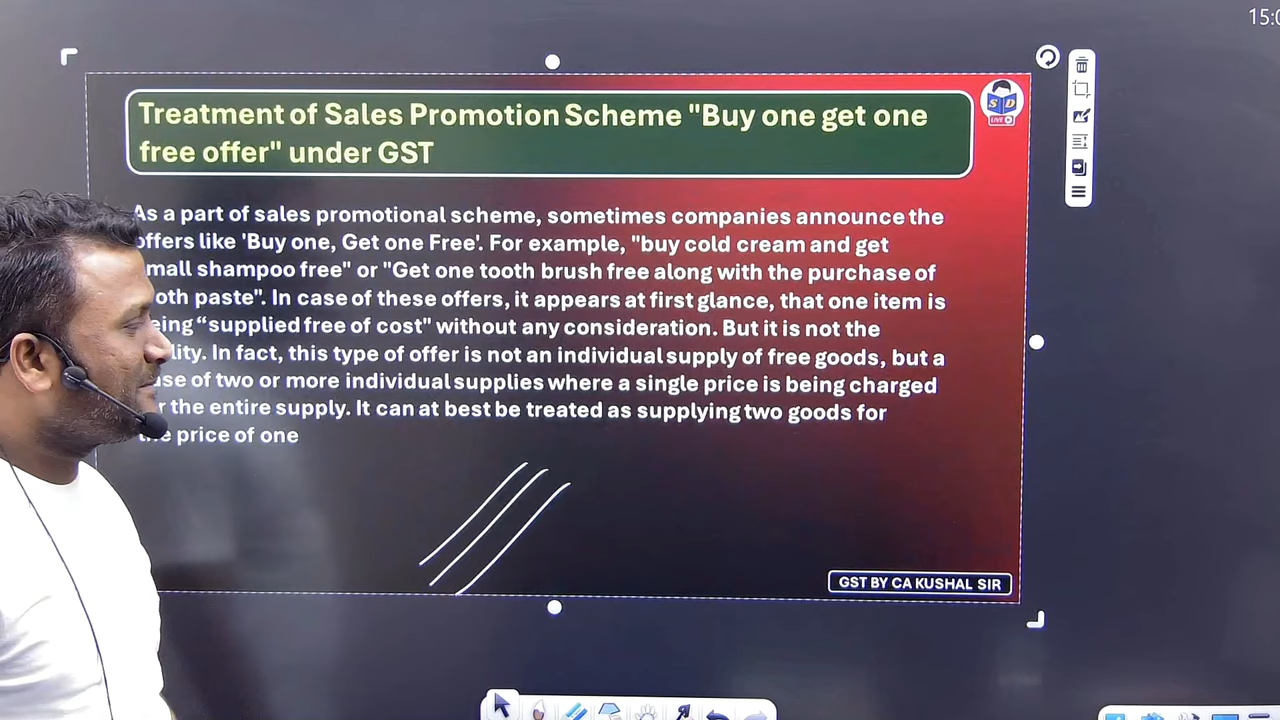 15:0
Treatment of Sales Promotion Scheme "Buy one get one
free offer" under GST
S D
LIVE
As a part of sales promotional scheme, sometimes companies announce the
offers like 'Buy one, Get one Free'. For example, "buy cold cream and get
mall shampoo free" or "Get one tooth brush free along with the purchase of
oth paste". In case of these offers, it appears at first glance, that one item is
eing “supplied free of cost" without any consideration. But it is not the
lity. In fact, this type of offer is not an individual supply of free goods, but a
se of two or more individual supplies where a single price is being charged
r the entire supply. It can at best be treated as supplying two goods for
the price of one
GST BY CA KUSHAL SIR